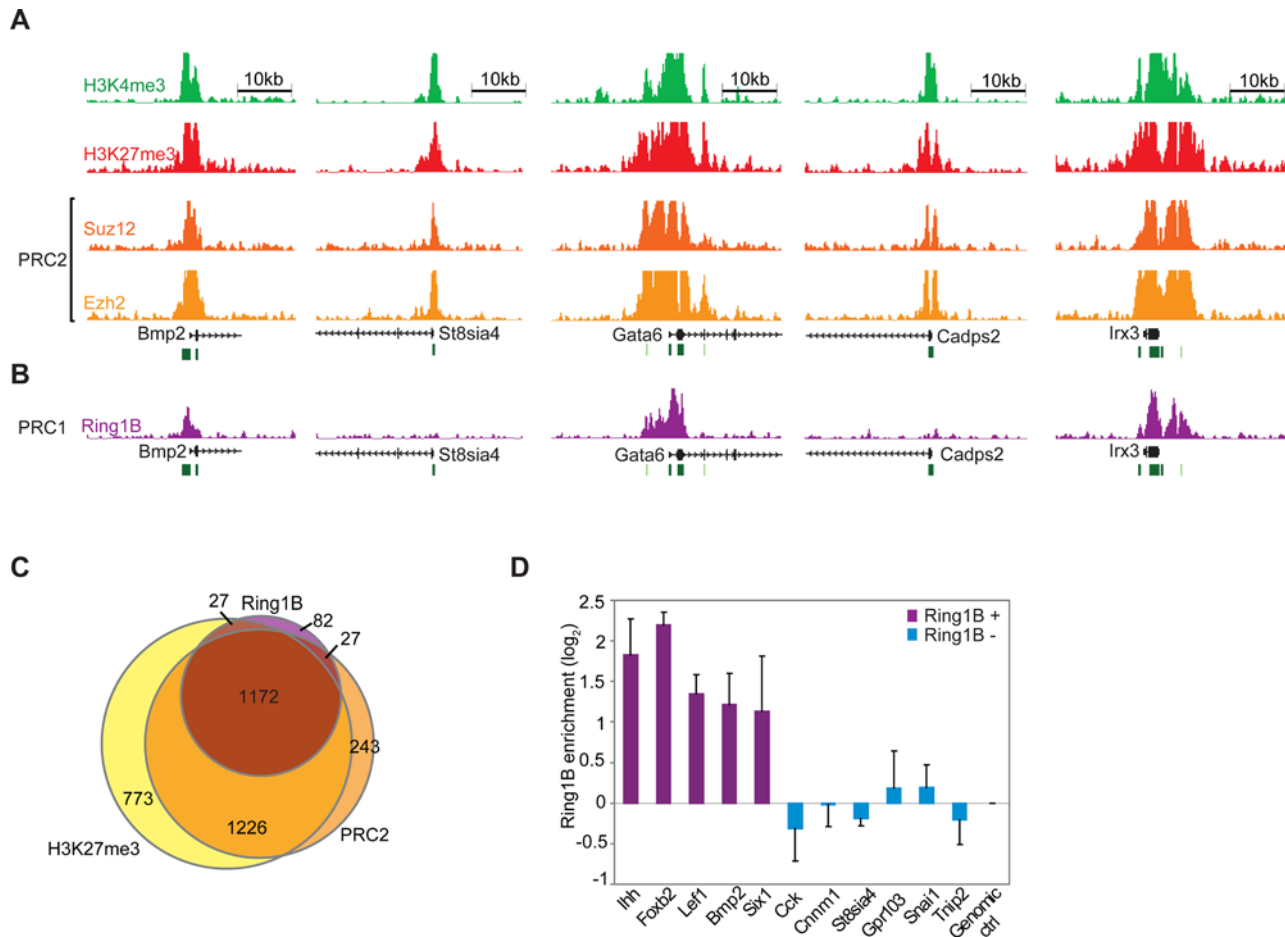 A
H3K4me3
10kb 10kb 10kb 10kb 10kb
H3K27me3
PRC2
Suz12
Ezh2
Bmp2 St8sia4 Gata6 Cadps2 Irx3
B
PRC1 Ring1B
Bmp2 St8sia4 Gata6 Cadps2 Irx3
C
27 Ring1B
82
27
1172
243
773
1226
H3K27me3 PRC2
D
Ring1B enrichment (log2)
2.5
2
1.5
1
0.5
0
-0.5
-1
Ring1B +
Ring1B -
Ihh Foxb2 Lef1 Bmp2 Six1 Cck Cnnm1 St8sia4 Gpr103 Snai1 Tnip2 Genomic ctrl